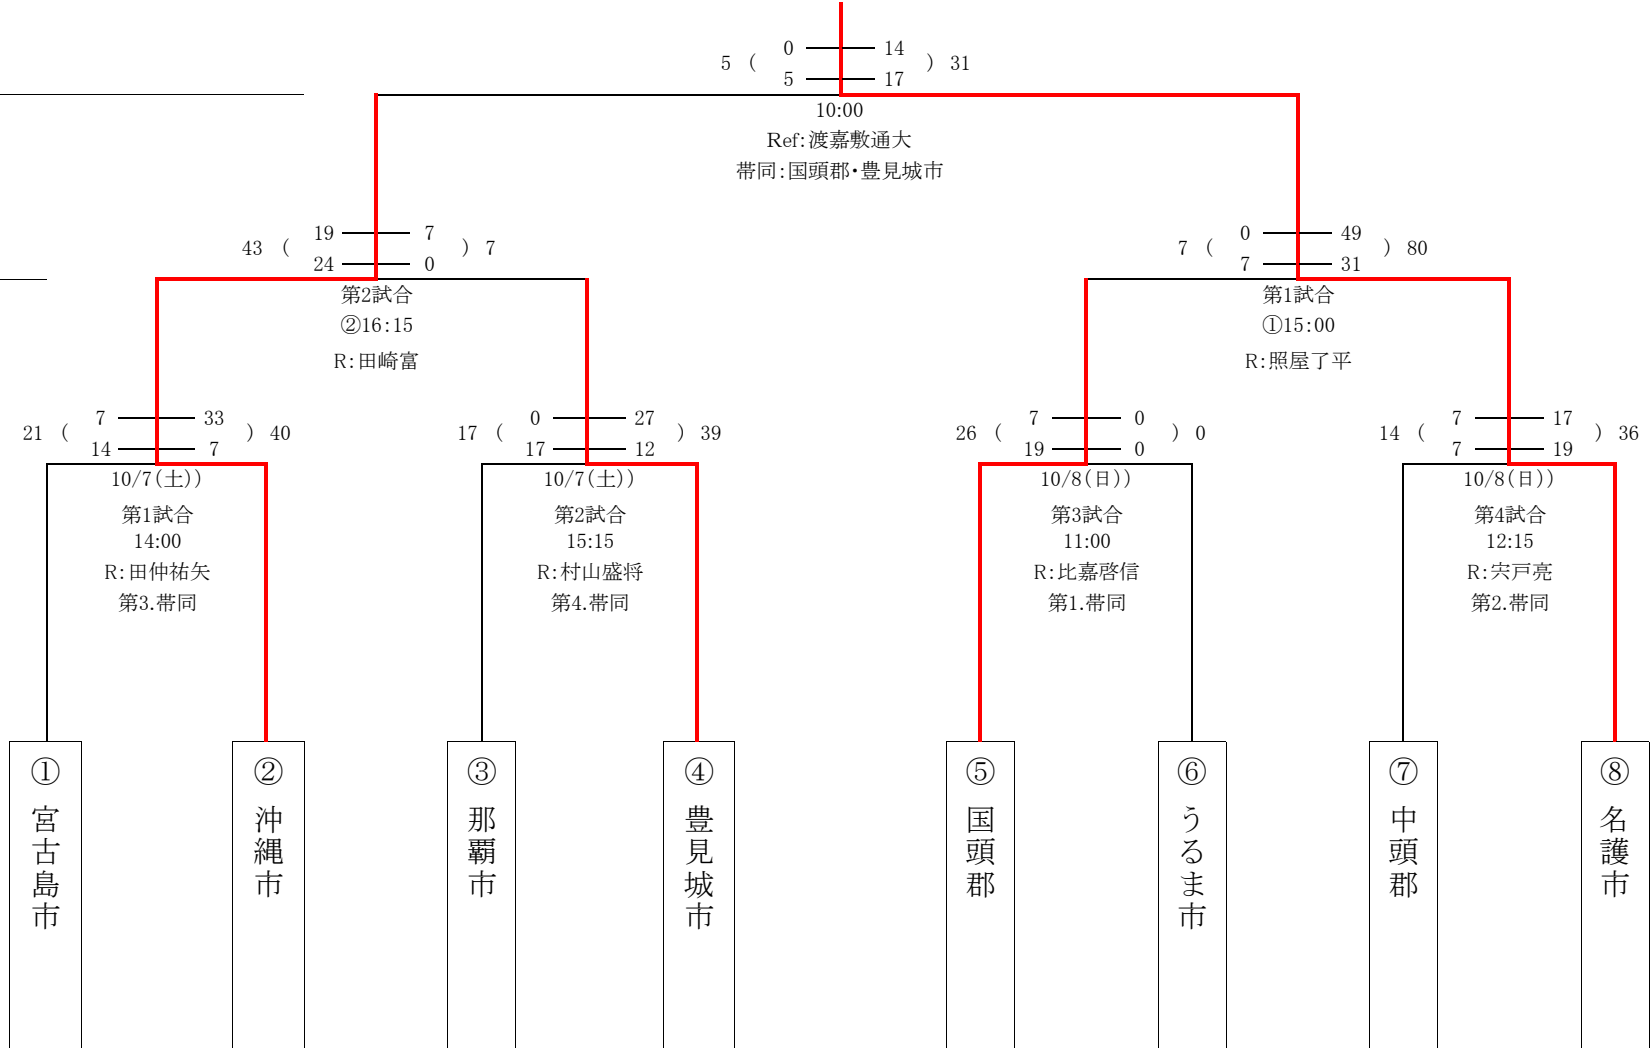 0 14
5 ( ) 31
5 17
10:00
Ref:渡嘉敷通大
帯同:国頭郡・豊見城市
19 7
43 ( ) 7
24 0
第2試合
②16:15
R:田崎富
0 49
7 ( ) 80
7 31
第1試合
①15:00
R:照屋了平
7 33
21 ( ) 40
14 7
10/7(土))
第1試合
14:00
R:田仲祐矢
第3.帯同
0 27
17 ( ) 39
17 12
10/7(土))
第2試合
15:15
R:村山盛将
第4.帯同
7 0
26 ( ) 0
19 0
10/8(日))
第3試合
11:00
R:比嘉啓信
第1.帯同
7 17
14 ( ) 36
7 19
10/8(日))
第4試合
12:15
R:宍戸亮
第2.帯同
①宮古島市
②沖縄市
③那覇市
④豊見城市
⑤国頭郡
⑥うるま市
⑦中頭郡
⑧名護市